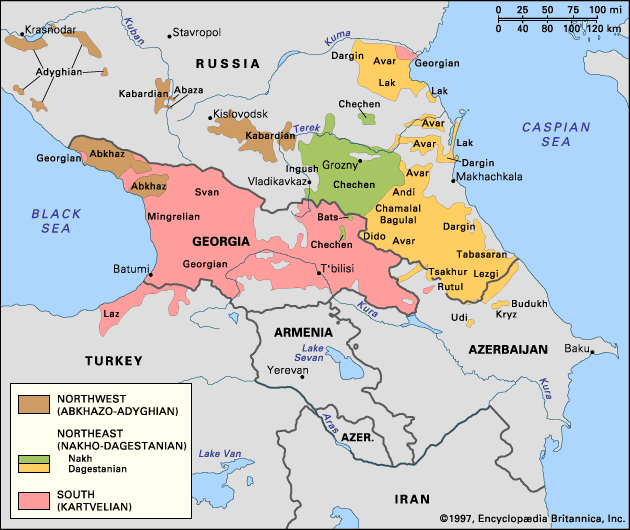 0 25 50 75 100 mi
0 40 80 120 km
Krasnodar
Kuban
Stavropol
Adyghian
RUSSIA
Kuma
Dargin
Avar
Georgian
Lak
Lak
Kabardian
Abaza
Kislovodsk
Kabardian
Terek
Chechen
Avar
Avar
Lak
Dargin
CASPIAN
SEA
Georgian
Abkhaz
Abkhaz
Svan
Ingush
Vladikavkaz
Grozny
Chechen
Avar
Makhachkala
Andi
Chamalal
Bagulal
BLACK
SEA
Mingrelian
Bats
Chechen
Dido
Avar
Dargin
GEORGIA
Georgian
Tabasaran
Batumi
T'bilisi
Tsakhur
Lezgi
Rutul
Laz
Kura
Budukh
Kryz
Udi
ARMENIA
Lake
Sevan
Yerevan
TURKEY
AZERBAIJAN
Baku
Kura
Aras
AZER.
Lake Van
IRAN
NORTHWEST
(ABKHAZO-ADYGHIAN)
NORTHEAST
(NAKHO-DAGESTANIAN)
Nakh
Dagestanian
SOUTH
(KARTVELIAN)
©1997, Encyclopædia Britannica, Inc.